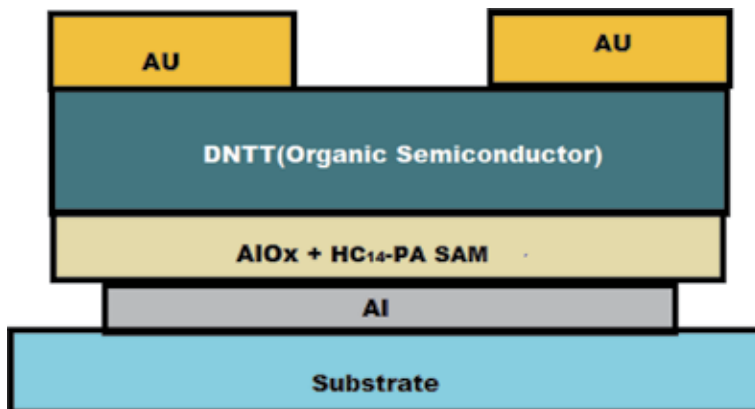 AU
AU
DNTT(Organic Semiconductor)
AlOx + HC₁₄-PA SAM
Al
Substrate